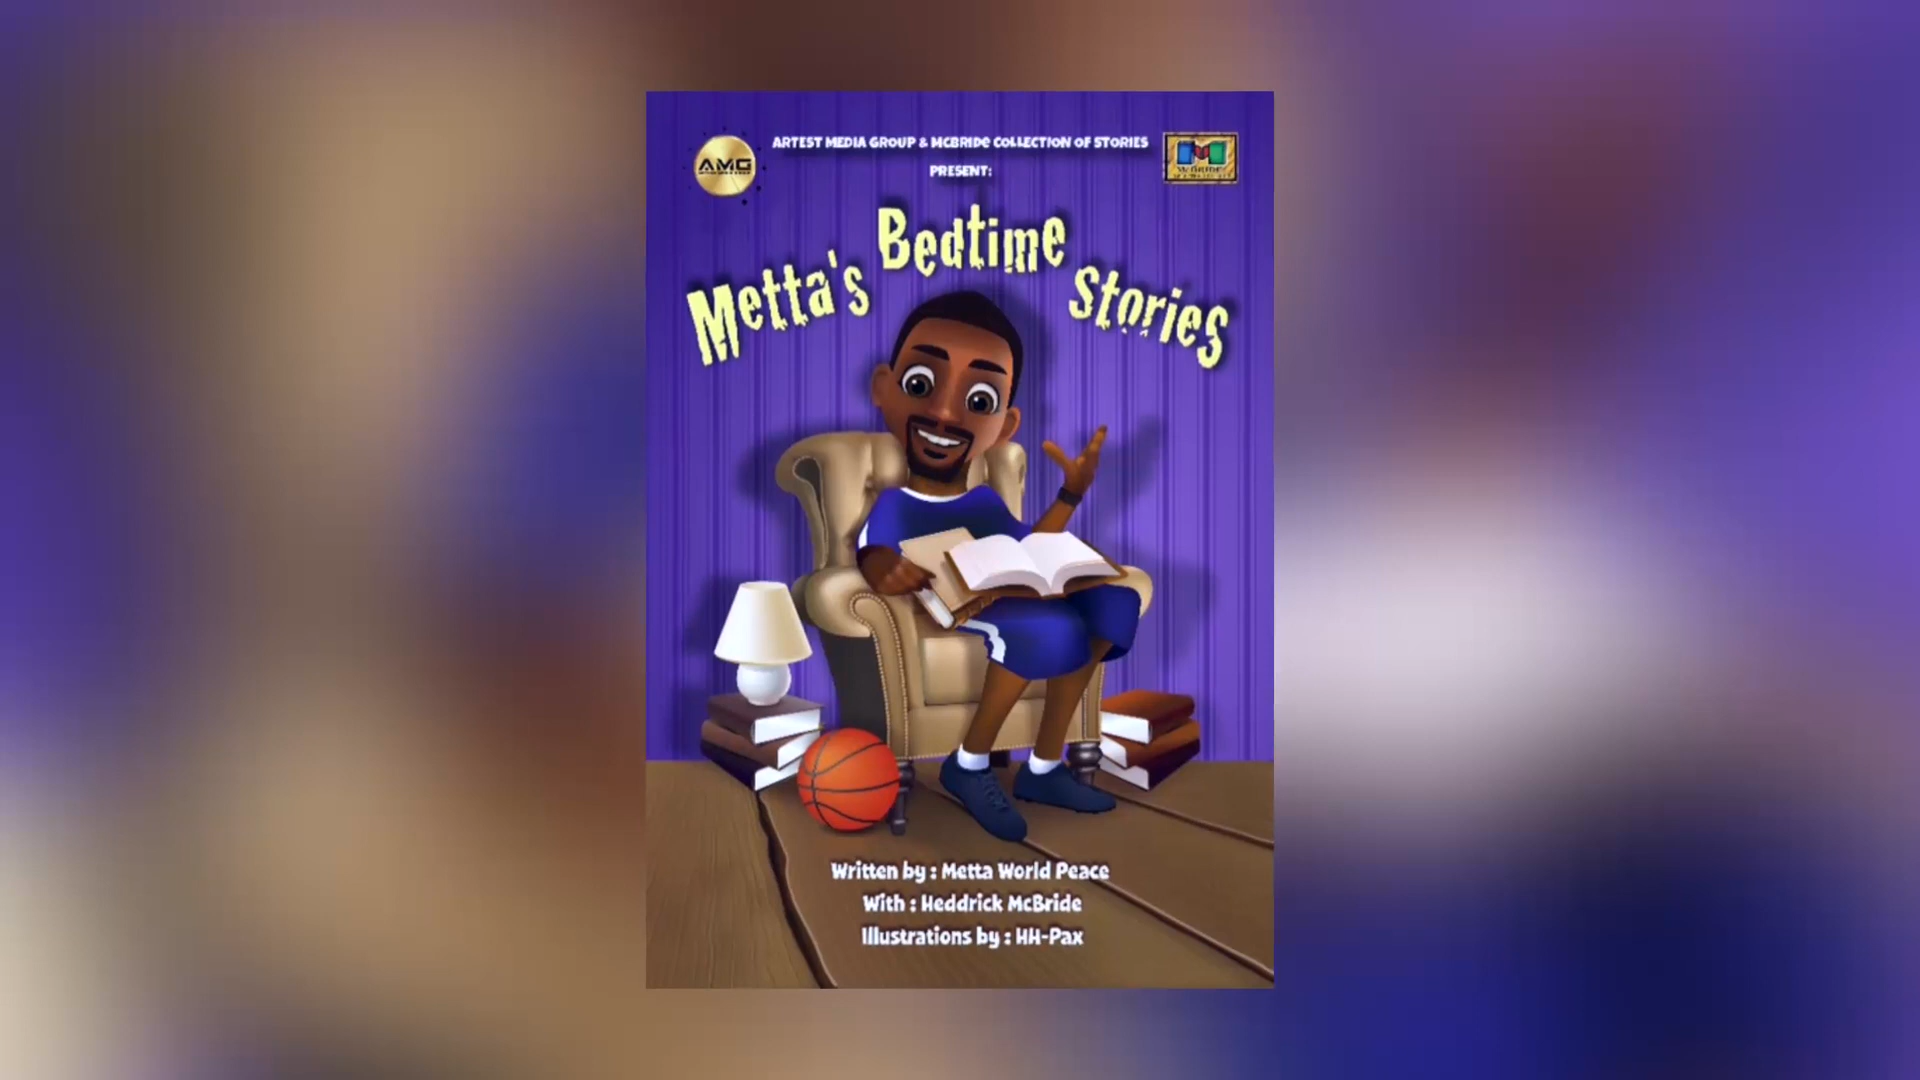 ARTEST MEDIA GROUP & MCBRIDE COLLECTION OF STORIES
PRESENT:
AMG
Metta's Bedtime Stories
Written by : Metta World Peace
With : Heddrick McBride
Illustrations by : HH-Pax